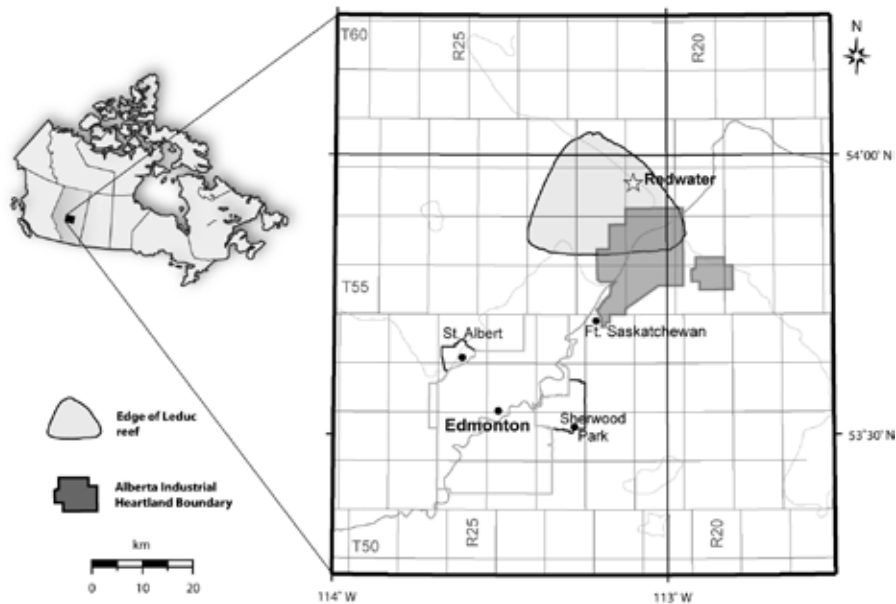 T60
R25
R20
N
54°00' N
Redwater
T55
St. Albert
Ft. Saskatchewan
Edmonton
Sherwood
Park
53°30' N
Edge of Leduc
reef
Alberta Industrial
Heartland Boundary
km
0 10 20
T50
R25
R20
114° W
113° W